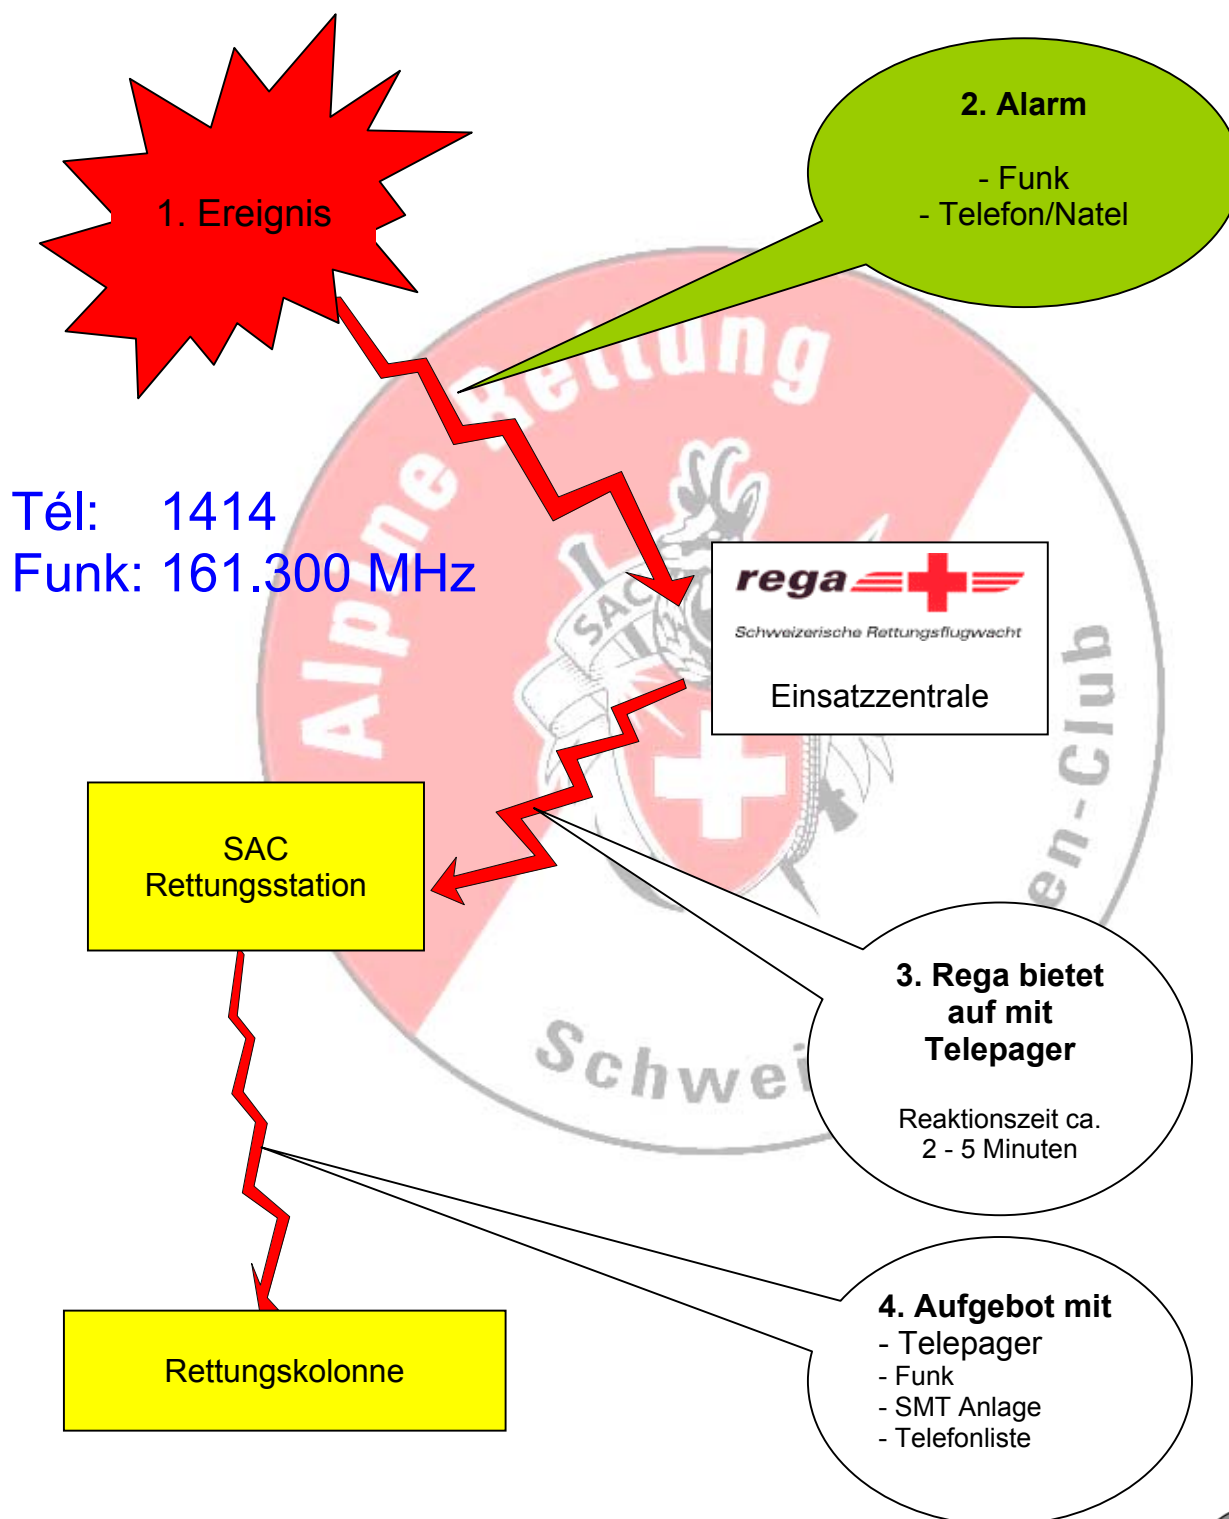 1. Ereignis
2. Alarm
- Funk
- Telefon/Natel
Alpine Rettung
Tél: 1414
Funk: 161.300 MHz
SAC
rega
Schweizerische Rettungsflugwacht
Einsatzzentrale
en-Club
SAC
Rettungsstation
3. Rega bietet
auf mit
Telepager
Reaktionszeit ca.
2 - 5 Minuten
Schwei
4. Aufgebot mit
- Telepager
- Funk
- SMT Anlage
- Telefonliste
Rettungskolonne